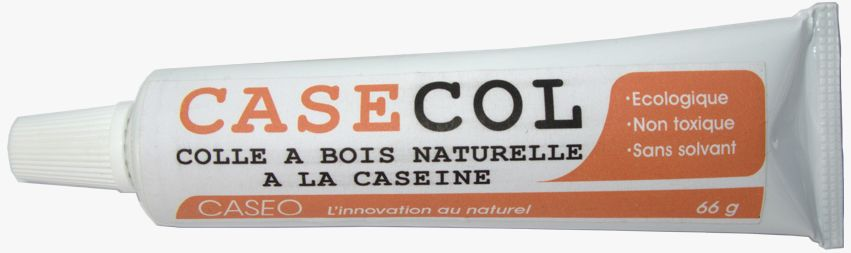 CASECOL
COLLE A BOIS NATURELLE
A LA CASEINE
·Ecologique
·Non toxique
·Sans solvant
CASEO L'innovation au naturel 66 g